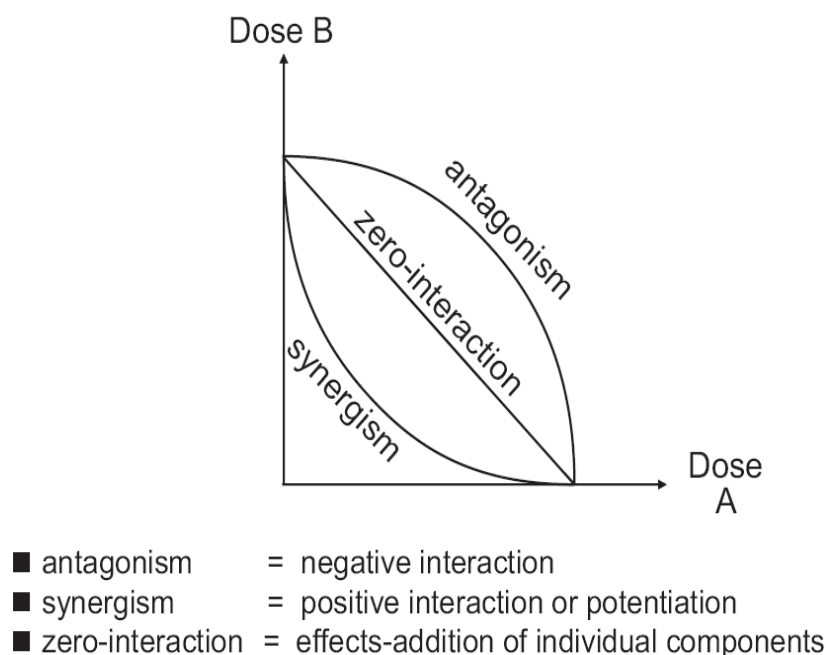 Dose B
antagonism
zero-interaction
synergism
Dose
A
■ antagonism = negative interaction
■ synergism = positive interaction or potentiation
■ zero-interaction = effects-addition of individual components